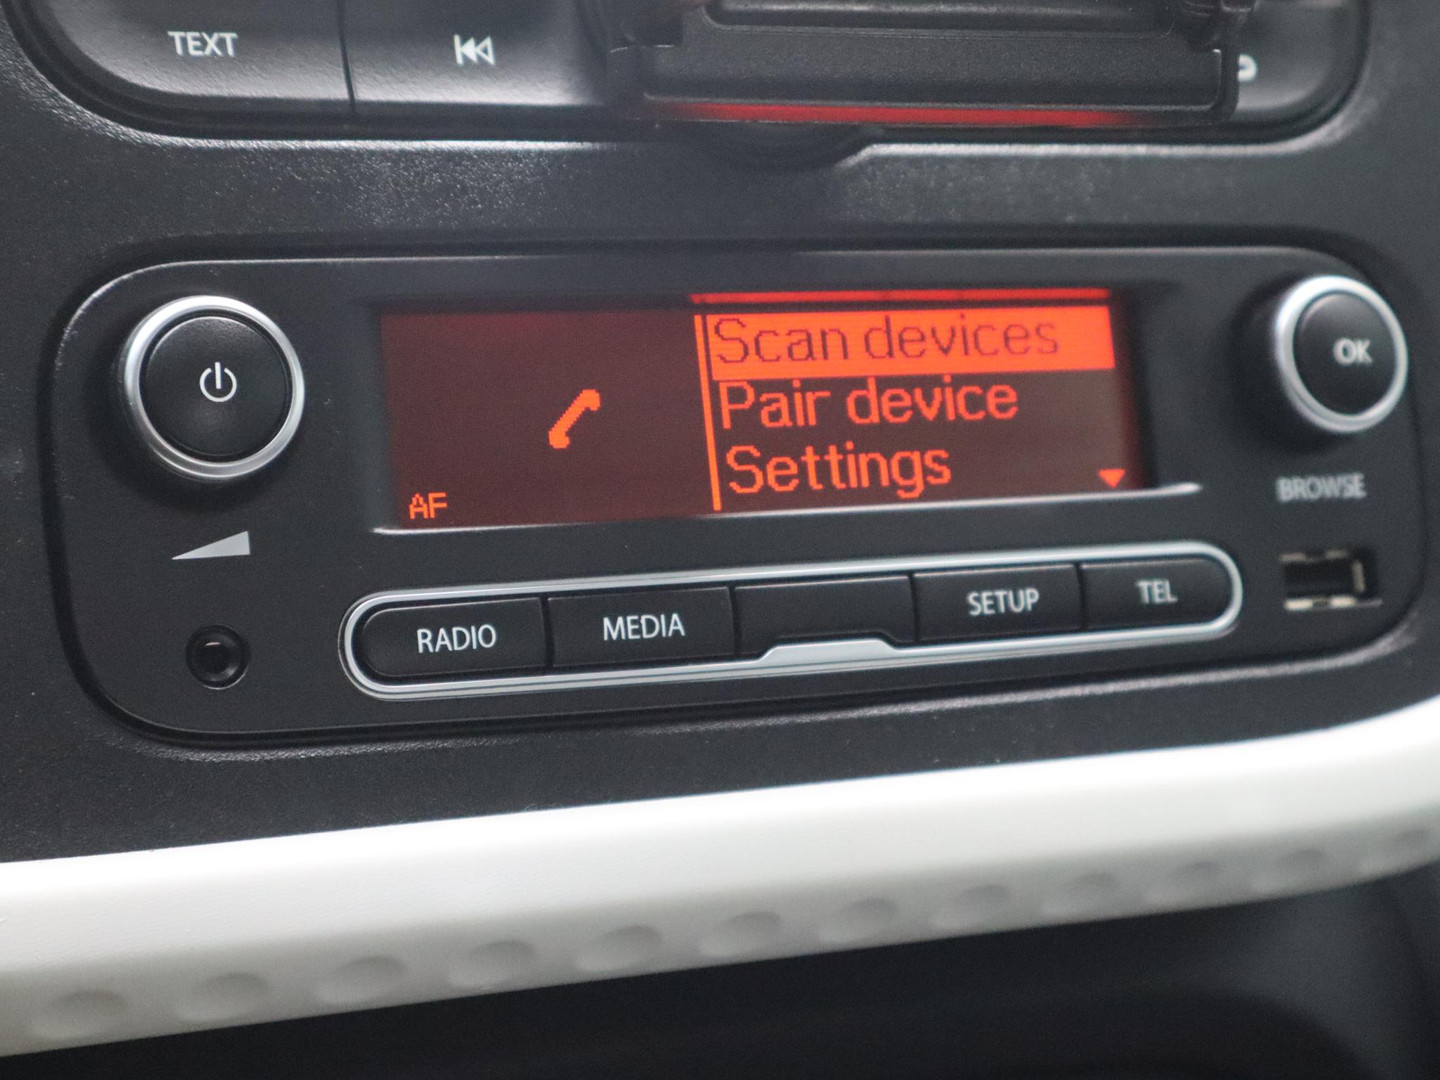 TEXT
Scan devices
Pair device
Settings
AF
OK
BROWSE
RADIO
MEDIA
SETUP
TEL